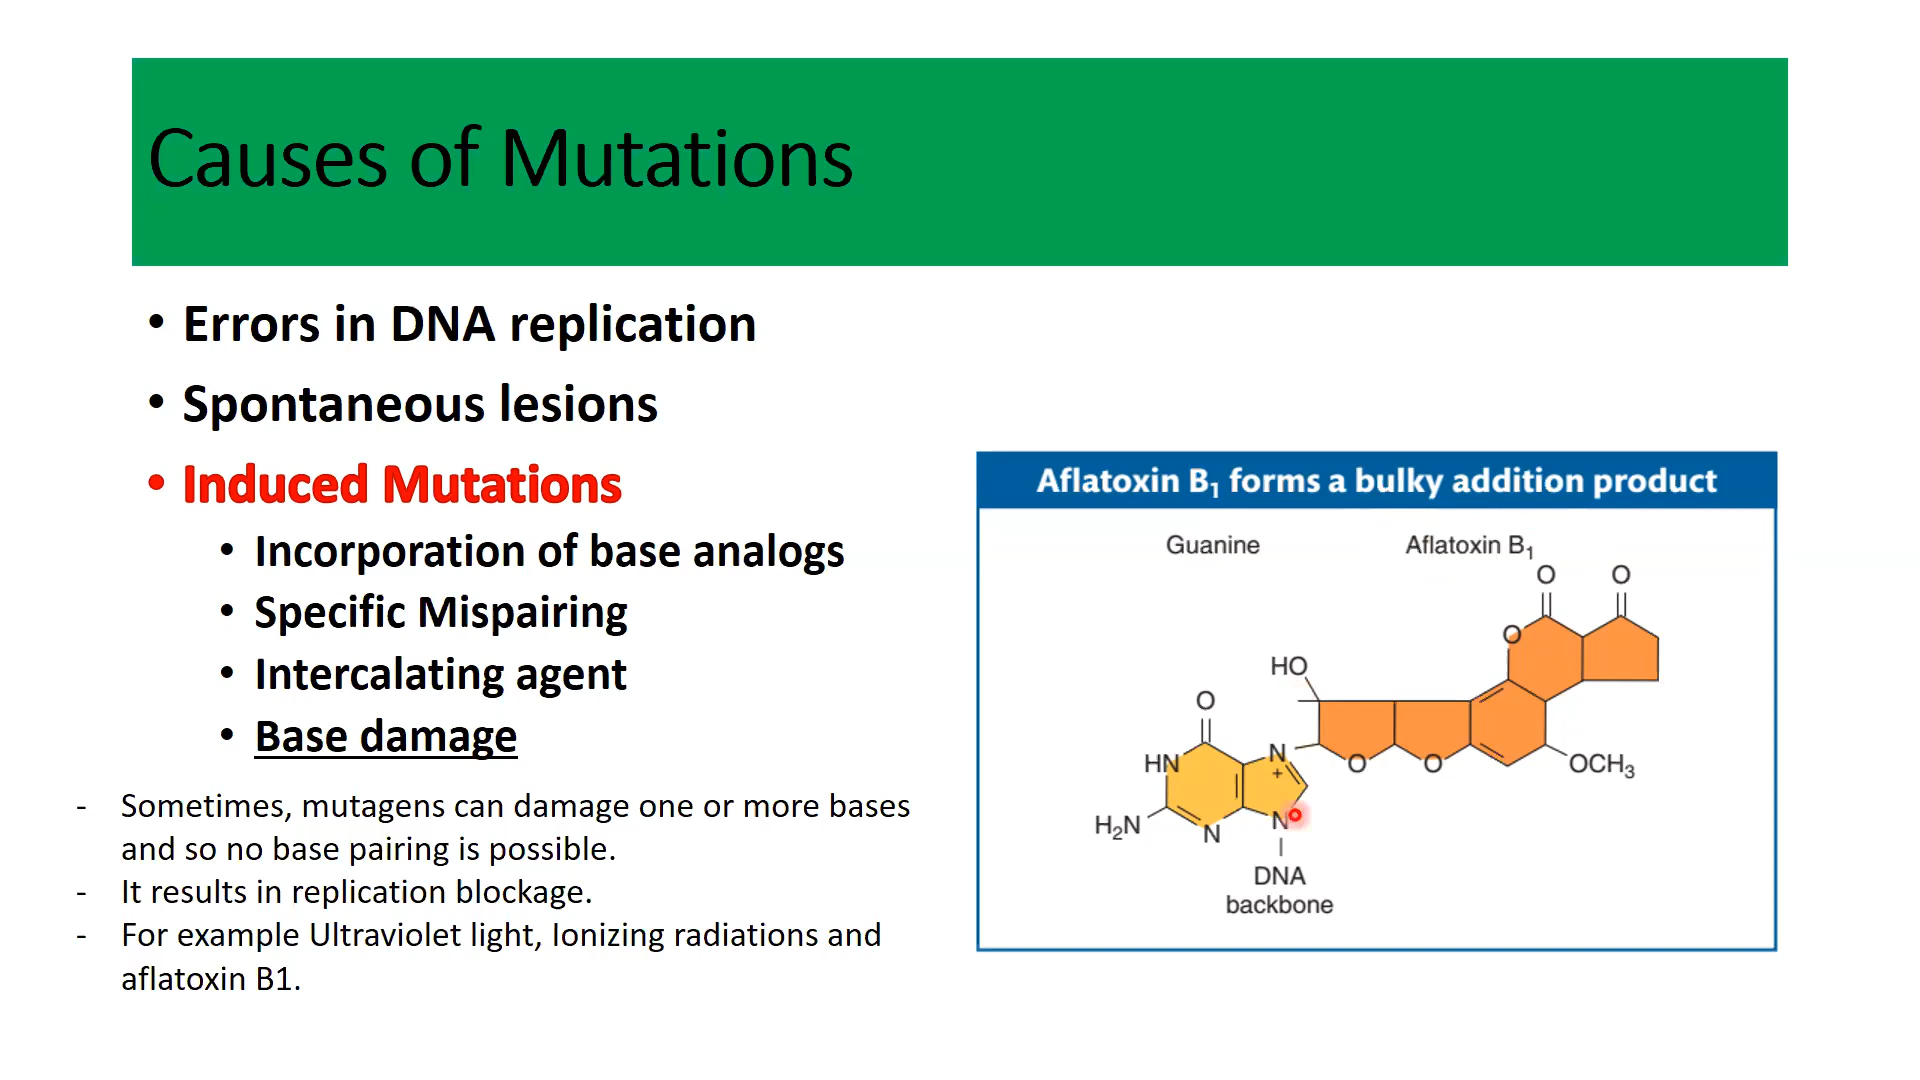 Causes of Mutations
• Errors in DNA replication
• Spontaneous lesions
• Induced Mutations
• Incorporation of base analogs
• Specific Mispairing
• Intercalating agent
• Base damage
- Sometimes, mutagens can damage one or more bases
and so no base pairing is possible.
- It results in replication blockage.
- For example Ultraviolet light, Ionizing radiations and
aflatoxin B1.
Aflatoxin B₁ forms a bulky addition product
Guanine Aflatoxin B₁
O O
O
HO
O
HN N O O OCH₃
+
H₂N N N
DNA
backbone